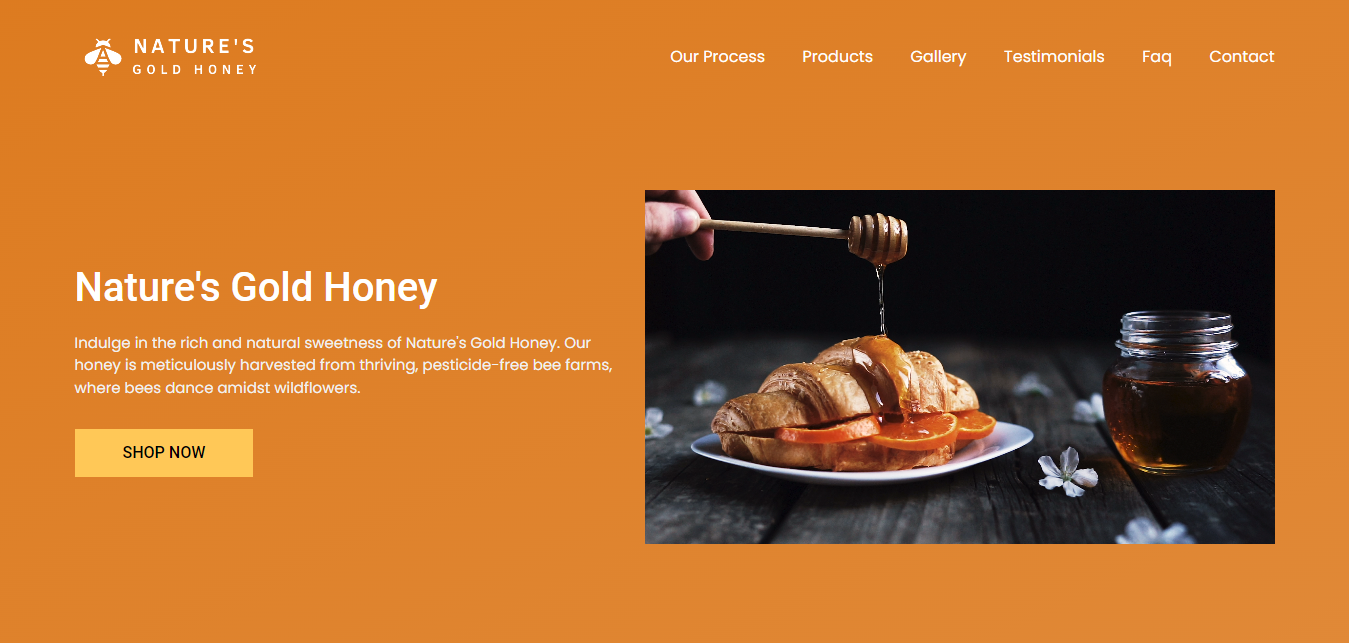 NATURE'S
GOLD HONEY
Our Process
Products
Gallery
Testimonials
Faq
Contact
Nature's Gold Honey
Indulge in the rich and natural sweetness of Nature's Gold Honey. Our
honey is meticulously harvested from thriving, pesticide-free bee farms,
where bees dance amidst wildflowers.
SHOP NOW